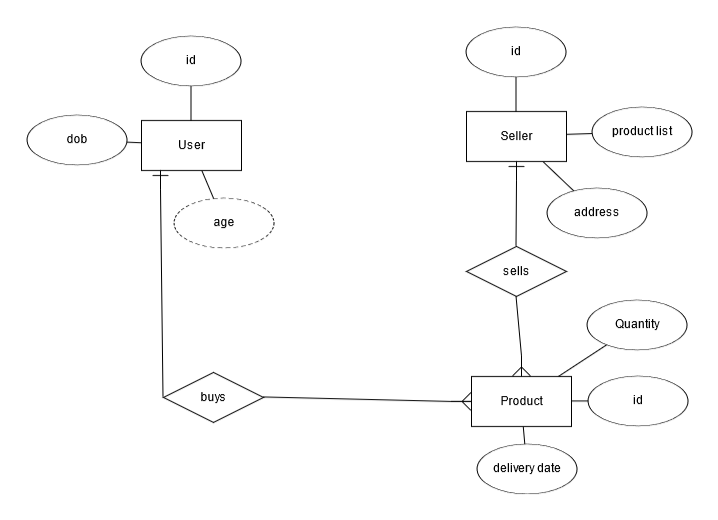 id
id
dob
User
Seller
product list
age
address
sells
Quantity
buys
Product
id
delivery date